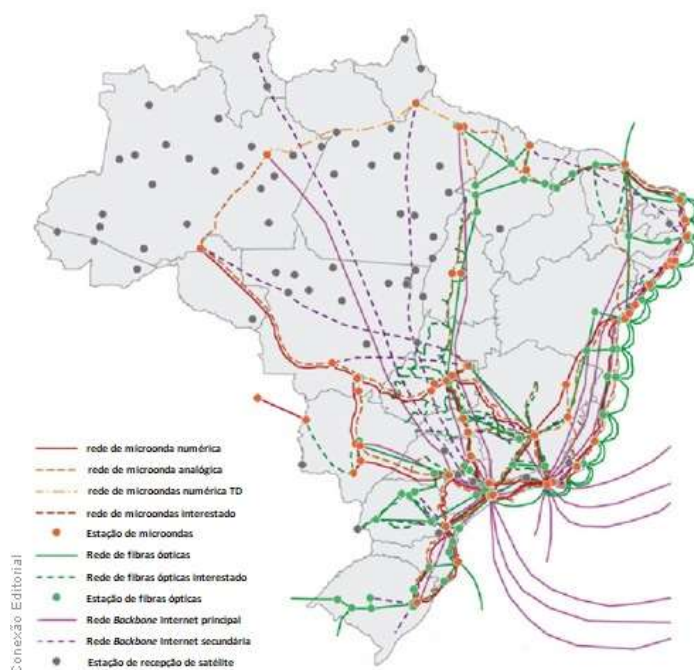 rede de microonda numérica
rede de microonda analógica
rede de microondas numérica TD
rede de microondas interestado
Estação de microondas
Rede de fibras ópticas
Rede de fibras ópticas interestado
Estação de fibras ópticas
Rede Backbone Internet principal
Rede Backbone Internet secundária
Estação de recepção de satélite
Conexão Editorial